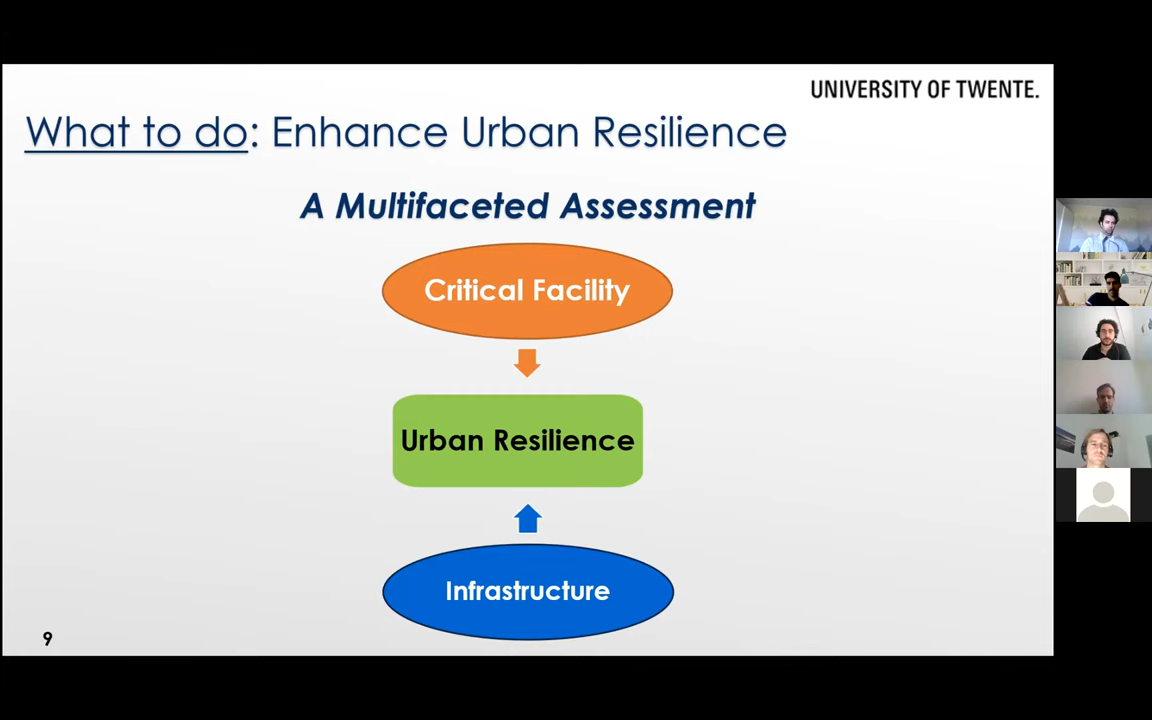 UNIVERSITY OF TWENTE.
What to do: Enhance Urban Resilience
A Multifaceted Assessment
Critical Facility
Urban Resilience
Infrastructure
9